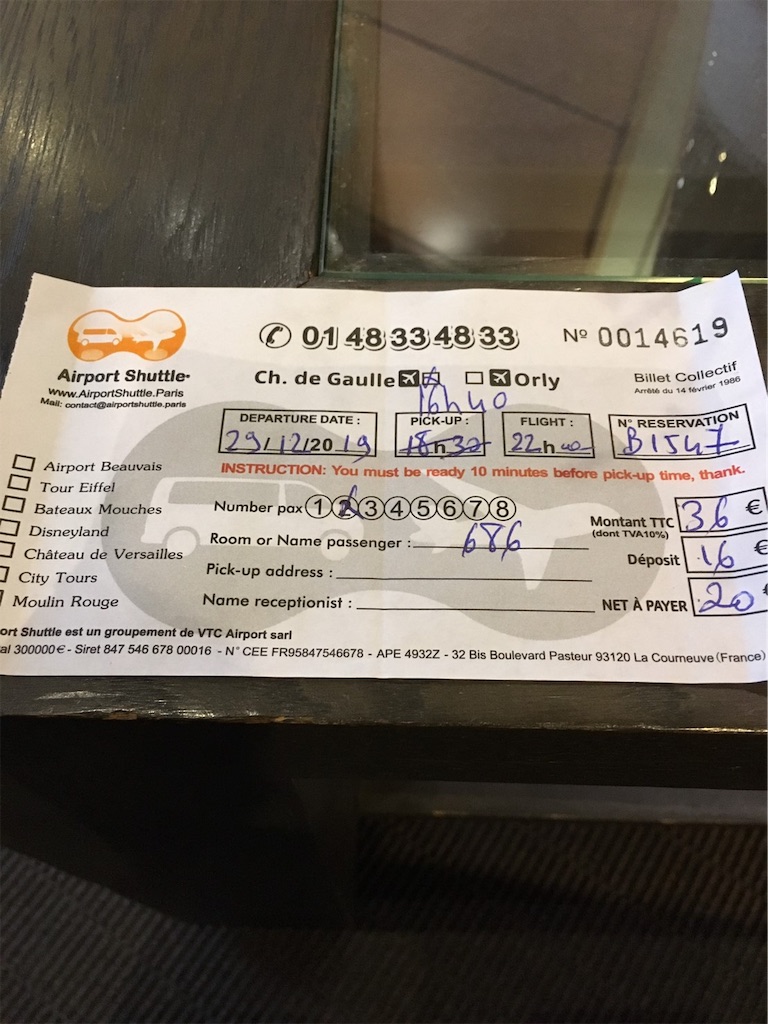 01 48 33 48 33
Nº 0014619
Airport Shuttle
www.AirportShuttle.Paris
Mail: contact@airportshuttle.paris
Ch. de Gaulle Orly
Billet Collectif
Arrêté du 14 février 1986
16h40
DEPARTURE DATE : PICK-UP : FLIGHT : N° RESERVATION
29/12/2019 18h30 22h40 B1547
INSTRUCTION: You must be ready 10 minutes before pick-up time, thank.
Airport Beauvais
Tour Eiffel
Bateaux Mouches
Disneyland
Château de Versailles
City Tours
Moulin Rouge
Number pax 1 2 3 4 5 6 7 8
Room or Name passenger : 686
Pick-up address :
Name receptionist :
Montant TTC 36 €
(dont TVA10%)
Déposit 16 €
NET À PAYER 20 €
ort Shuttle est un groupement de VTC Airport sarl
al 300000 € - Siret 847 546 678 00016 - N° CEE FR95847546678 - APE 4932Z - 32 Bis Boulevard Pasteur 93120 La Courneuve (France)